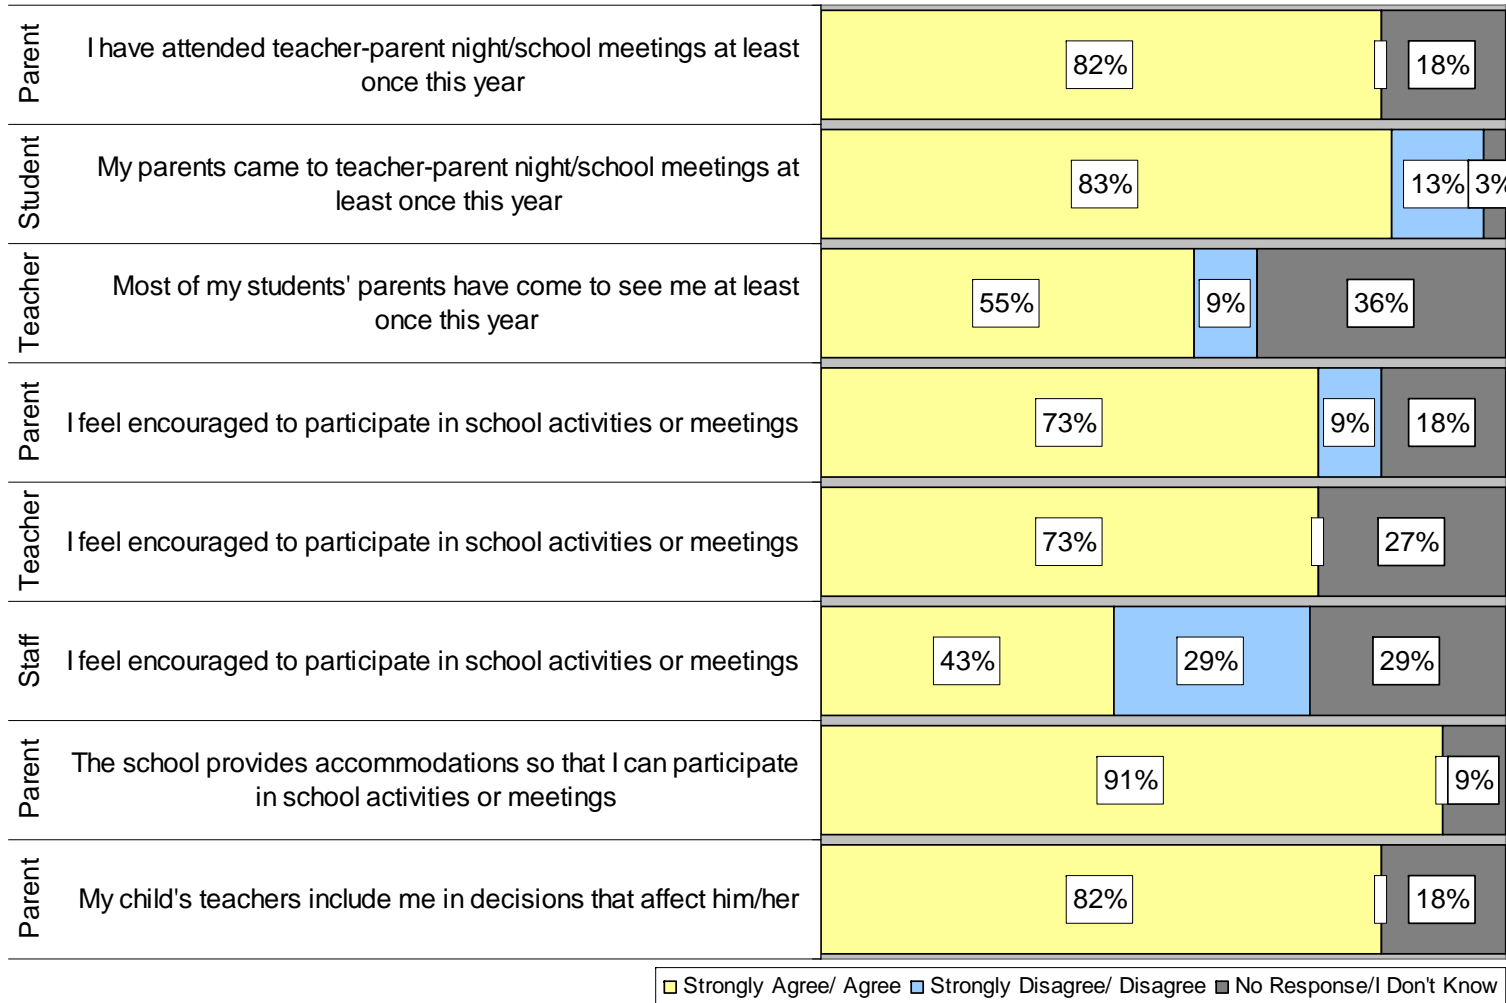 Parent
I have attended teacher-parent night/school meetings at least
once this year
82%
18%
Student
My parents came to teacher-parent night/school meetings at
least once this year
83%
13%
3%
Teacher
Most of my students' parents have come to see me at least
once this year
55%
9%
36%
Parent
I feel encouraged to participate in school activities or meetings
73%
9%
18%
Teacher
I feel encouraged to participate in school activities or meetings
73%
27%
Staff
I feel encouraged to participate in school activities or meetings
43%
29%
29%
Parent
The school provides accommodations so that I can participate
in school activities or meetings
91%
9%
Parent
My child's teachers include me in decisions that affect him/her
82%
18%
Strongly Agree/ Agree
Strongly Disagree/ Disagree
No Response/I Don't Know